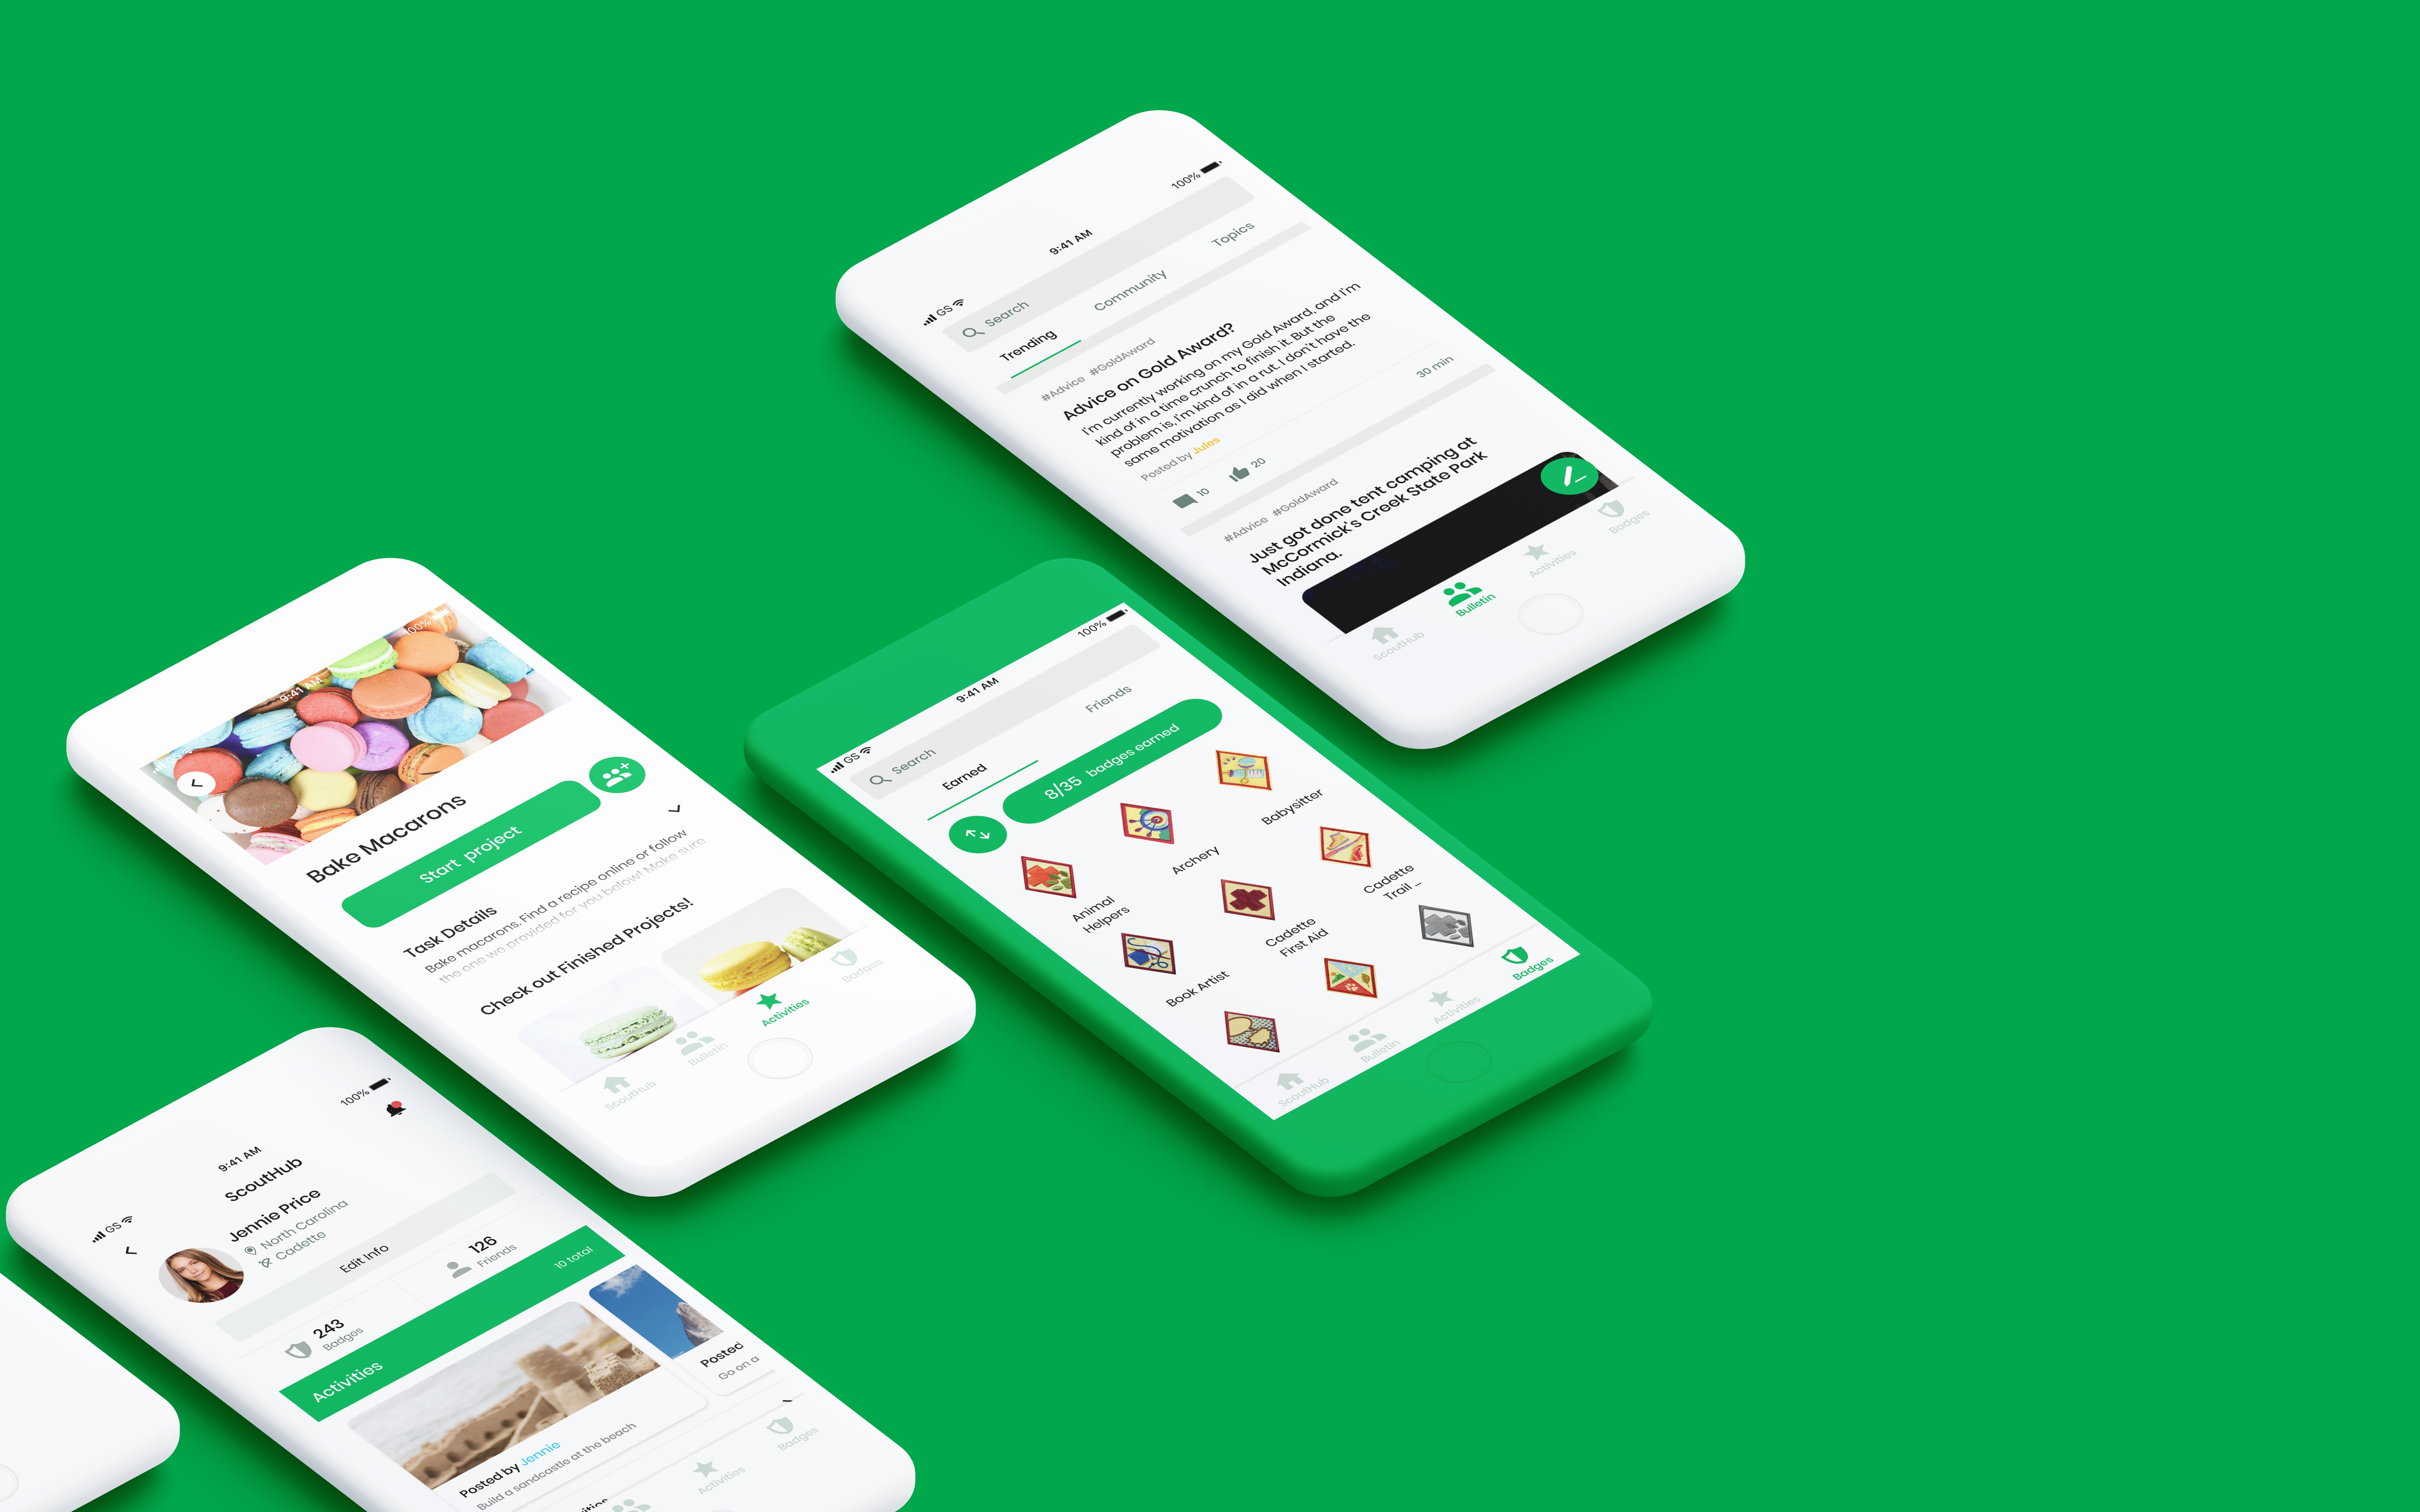 GS
9:41 AM
100%
Search
Trending
Community
Topics
#Advice #GoldAward
Advice on Gold Award?
I'm currently working on my Gold Award, and I'm
kind of in a time crunch to finish it. But the
problem is, I'm kind of in a rut. I don't have the
same motivation as I did when I started.
Posted by Jules
30 min
10
20
#Advice #GoldAward
Just got done tent camping at
McCormick's Creek State Park
Indiana.
ScoutHub
Bulletin
Activities
Badges
9:41 AM
100%
Bake Macarons
Start project
Task Details
Bake macarons. Find a recipe online or follow
the one we provided for you below! Make sure
Check out Finished Projects!
ScoutHub
Bulletin
Activities
Badges
GS
9:41 AM
100%
Search
Earned
Friends
8/35 badges earned
Animal
Helpers
Archery
Babysitter
Book Artist
Cadette
First Aid
Cadette
Trail ...
ScoutHub
Bulletin
Activities
Badges
GS
9:41 AM
100%
ScoutHub
Jennie Price
North Carolina
Cadette
Edit Info
243
Badges
126
Friends
Activities
10 total
Posted by Jennie
Build a sandcastle at the beach
Posted
Go on a
Activities
Badges